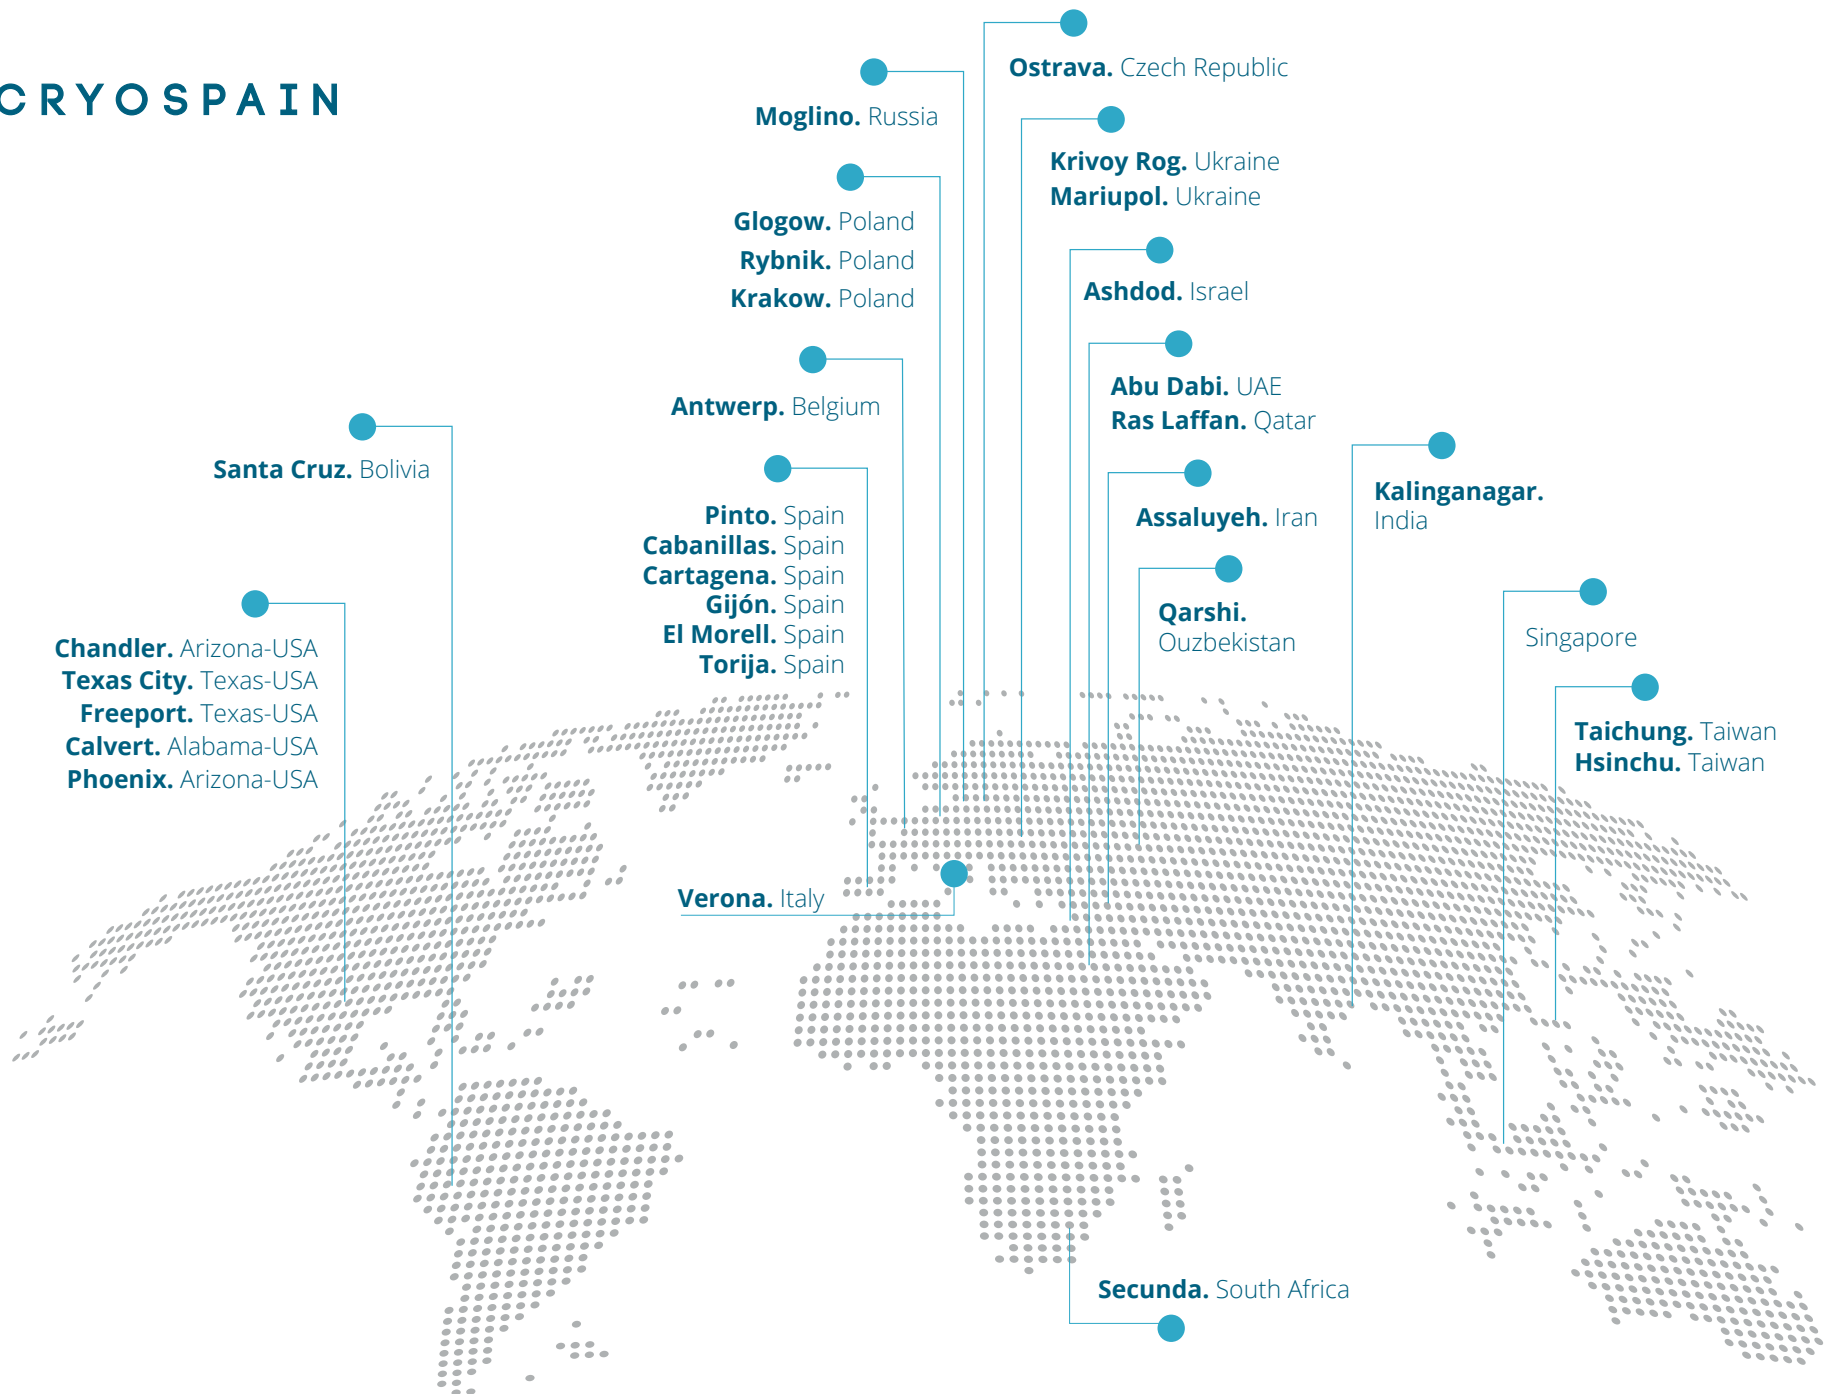 CRYOSPAIN
Ostrava. Czech Republic
Moglino. Russia
Krivoy Rog. Ukraine
Mariupol. Ukraine
Glogow. Poland
Rybnik. Poland
Krakow. Poland
Ashdod. Israel
Antwerp. Belgium
Abu Dabi. UAE
Ras Laffan. Qatar
Santa Cruz. Bolivia
Pinto. Spain
Cabanillas. Spain
Cartagena. Spain
Gijón. Spain
El Morell. Spain
Torija. Spain
Assaluyeh. Iran
Kalinganagar.
India
Qarshi.
Ouzbekistan
Singapore
Chandler. Arizona-USA
Texas City. Texas-USA
Freeport. Texas-USA
Calvert. Alabama-USA
Phoenix. Arizona-USA
Taichung. Taiwan
Hsinchu. Taiwan
Verona. Italy
Secunda. South Africa